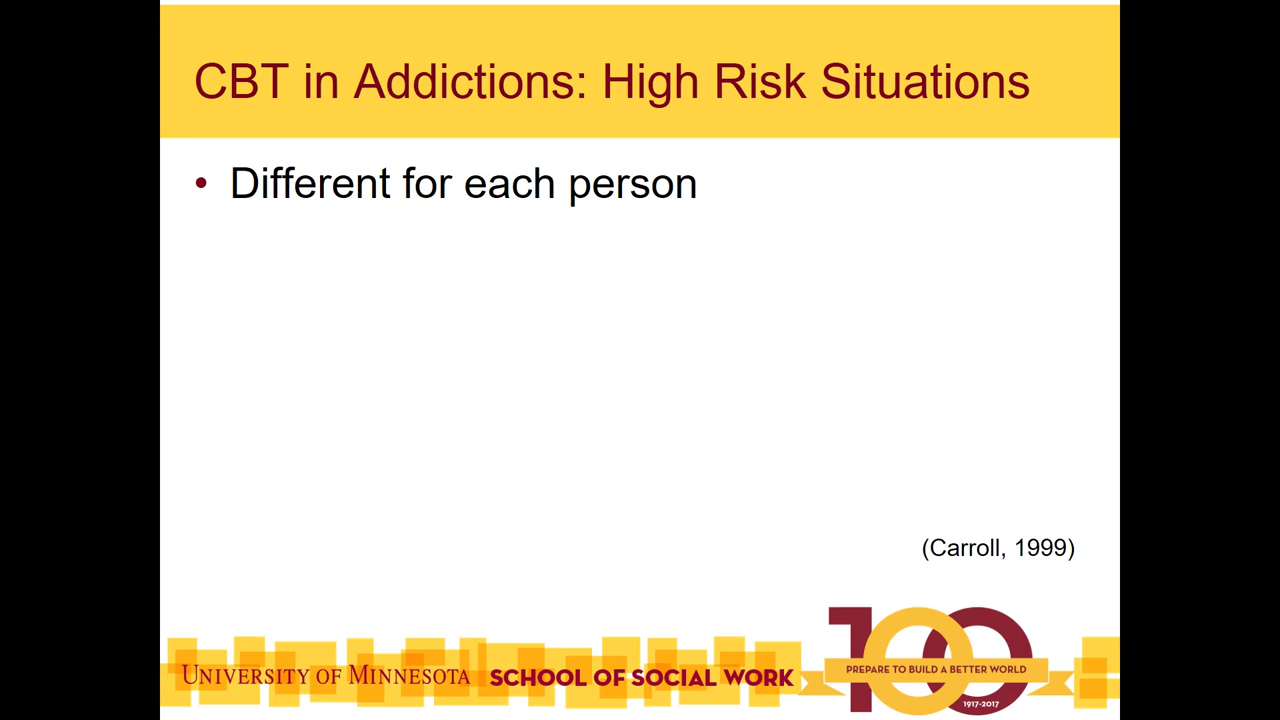 CBT in Addictions: High Risk Situations
• Different for each person
(Carroll, 1999)
100
UNIVERSITY OF MINNESOTA SCHOOL OF SOCIAL WORK
PREPARE TO BUILD A BETTER WORLD
1917-2017